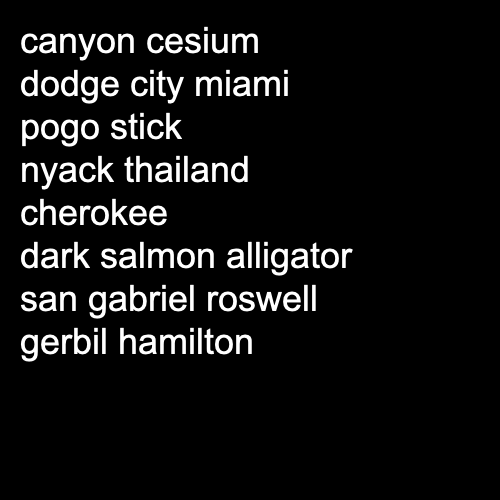 canyon cesium
dodge city miami
pogo stick
nyack thailand
cherokee
dark salmon alligator
san gabriel roswell
gerbil hamilton